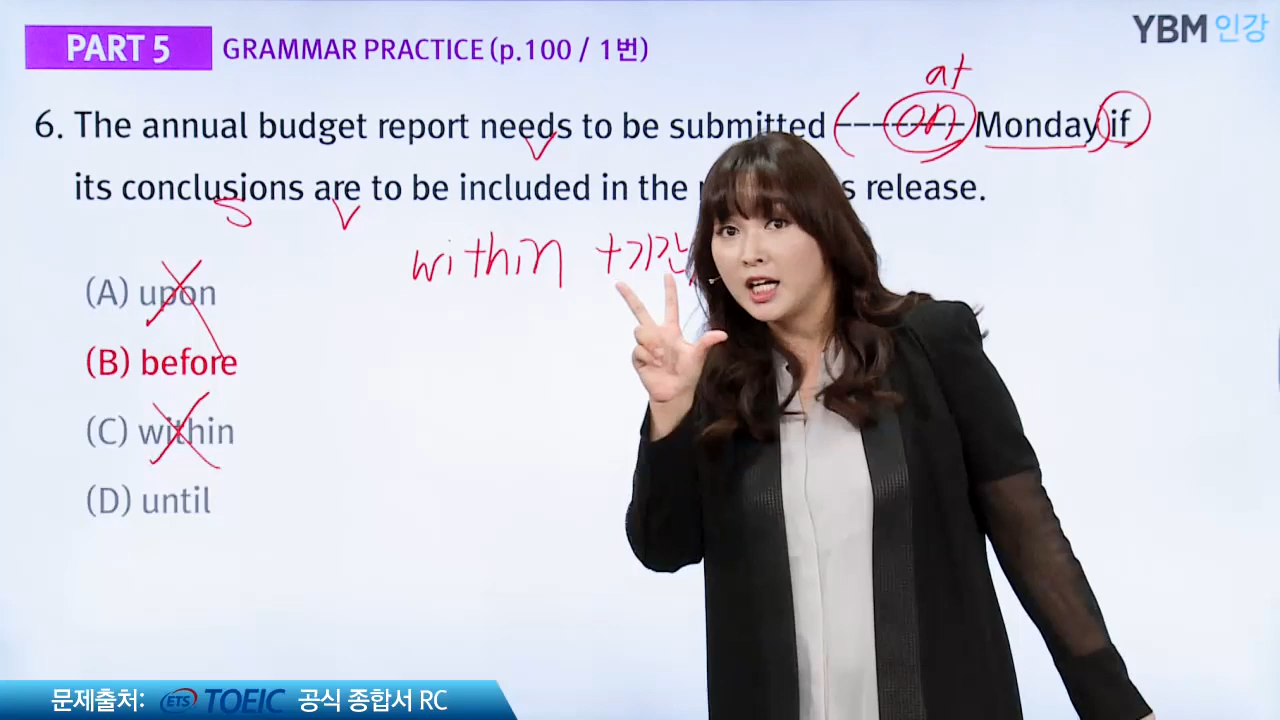 PART 5 GRAMMAR PRACTICE (p.100 / 1번)
YBM 인강
at
6. The annual budget report needs to be submitted ------- on Monday if
its conclusions are to be included in the s release.
S V V
within +기간
(A) upon
(B) before
(C) within
(D) until
문제출처: ETS TOEIC 공식 종합서 RC